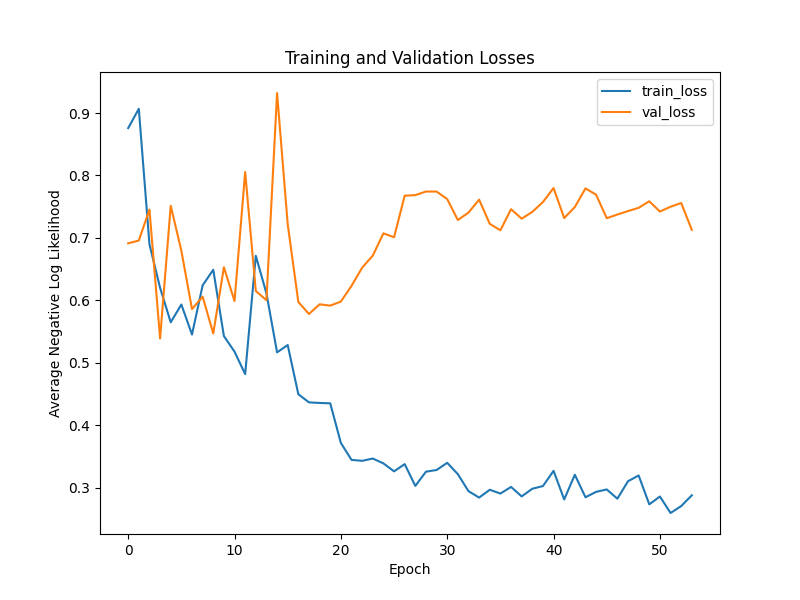 Training and Validation Losses
train_loss
val_loss
Average Negative Log Likelihood
0.9
0.8
0.7
0.6
0.5
0.4
0.3
0 10 20 30 40 50
Epoch